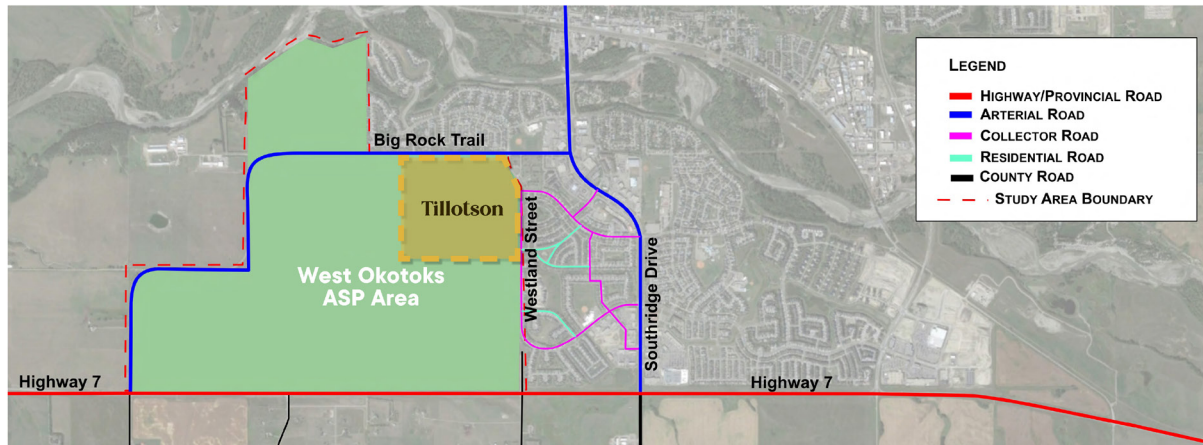 LEGEND
HIGHWAY/PROVINCIAL ROAD
ARTERIAL ROAD
COLLECTOR ROAD
RESIDENTIAL ROAD
COUNTY ROAD
STUDY AREA BOUNDARY
Big Rock Trail
Tillotson
Westland Street
West Okotoks
ASP Area
Southridge Drive
Highway 7
Highway 7